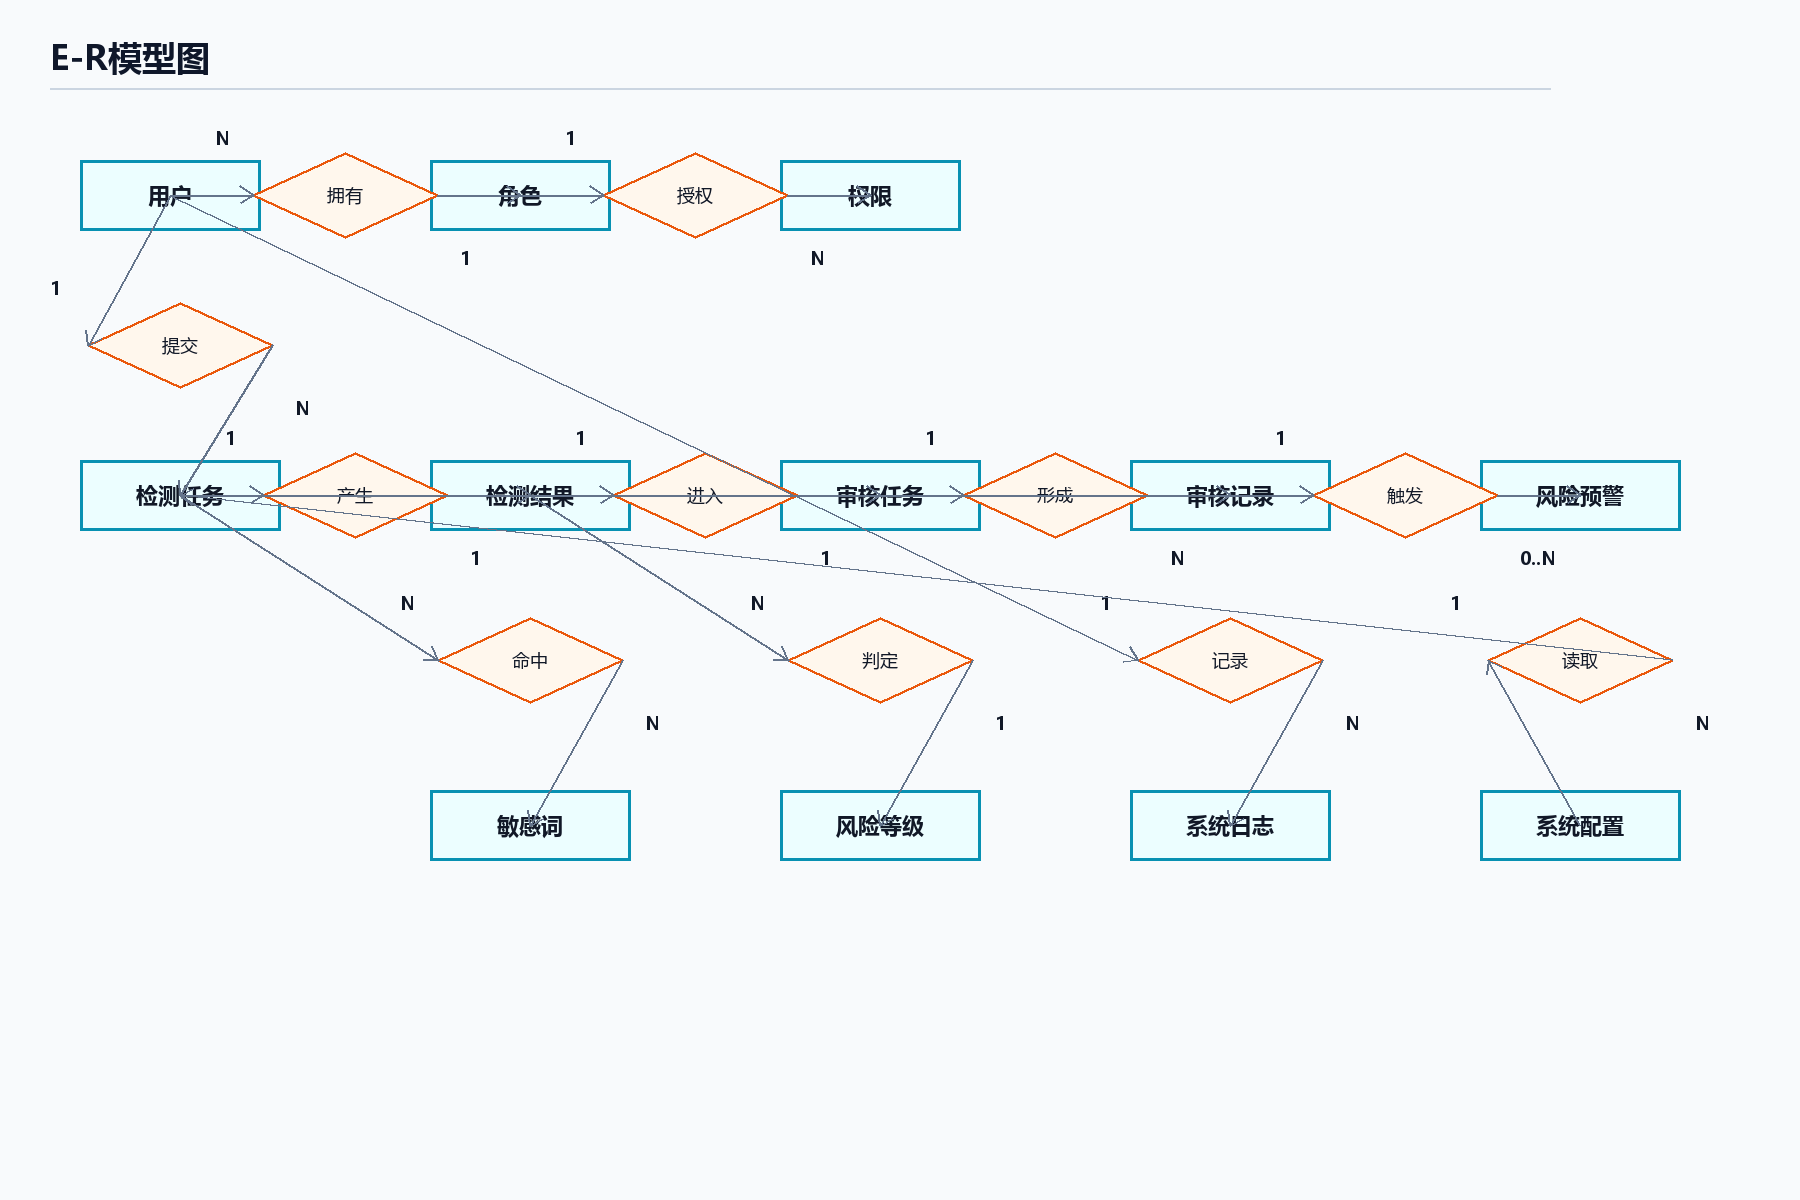 E-R模型图
N
1
用户
拥有
角色
授权
权限
1
N
1
提交
N
1
1
1
1
检测任务
产生
检测结果
进入
审核任务
形成
审核记录
触发
风险预警
1
1
N
0..N
N
N
1
1
命中
判定
记录
读取
N
1
N
N
敏感词
风险等级
系统日志
系统配置